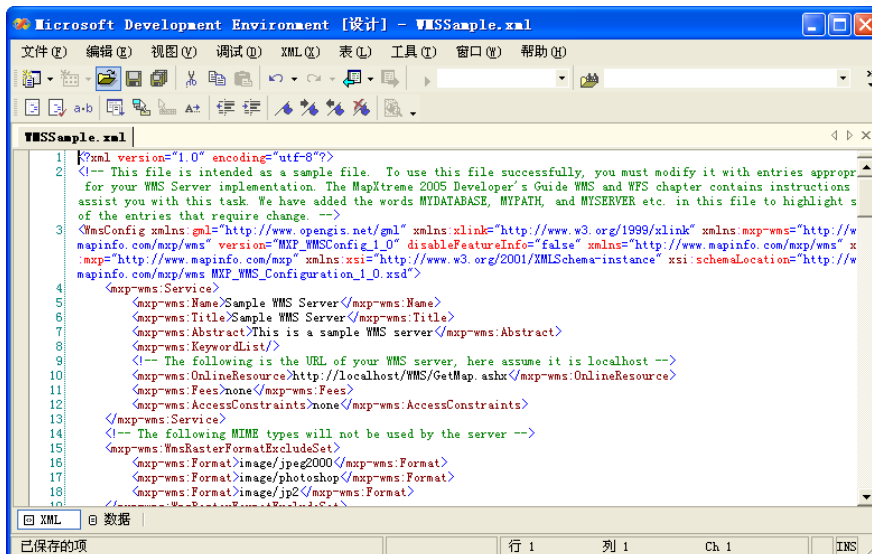 Microsoft Development Environment [设计] - WMSSample.xml
文件(F) 编辑(E) 视图(V) 调试(D) XML(X) 表(L) 工具(T) 窗口(W) 帮助(H)
WMSSample.xml
1 <?xml version="1.0" encoding="utf-8"?>
2 <!-- This file is intended as a sample file.  To use this file successfully, you must modify it with entries appropr
for your WMS Server implementation. The MapXtreme 2005 Developer's Guide WMS and WFS chapter contains instructions
assist you with this task. We have added the words MYDATABASE, MYPATH, and MYSERVER etc. in this file to highlight s
of the entries that require change. -->
3 <WmsConfig xmlns:gml="http://www.opengis.net/gml" xmlns:xlink="http://www.w3.org/1999/xlink" xmlns:mxp-wms="http://w
mapinfo.com/mxp/wms" version="MXP_WMSConfig_1_0" disableFeatureInfo="false" xmlns="http://www.mapinfo.com/mxp/wms" x
:mxp="http://www.mapinfo.com/mxp" xmlns:xsi="http://www.w3.org/2001/XMLSchema-instance" xsi:schemaLocation="http://w
mapinfo.com/mxp/wms MXP_WMS_Configuration_1_0.xsd">
4 <mxp-wms:Service>
5 <mxp-wms:Name>Sample WMS Server</mxp-wms:Name>
6 <mxp-wms:Title>Sample WMS Server</mxp-wms:Title>
7 <mxp-wms:Abstract>This is a sample WMS server</mxp-wms:Abstract>
8 <mxp-wms:KeywordList/>
9 <!-- The following is the URL of your WMS server, here assume it is localhost -->
10 <mxp-wms:OnlineResource>http://localhost/WMS/GetMap.ashx</mxp-wms:OnlineResource>
11 <mxp-wms:Fees>none</mxp-wms:Fees>
12 <mxp-wms:AccessConstraints>none</mxp-wms:AccessConstraints>
13 </mxp-wms:Service>
14 <!-- The following MIME types will not be used by the server -->
15 <mxp-wms:WmsRasterFormatExcludeSet>
16 <mxp-wms:Format>image/jpeg2000</mxp-wms:Format>
17 <mxp-wms:Format>image/photoshop</mxp-wms:Format>
18 <mxp-wms:Format>image/jp2</mxp-wms:Format>
19 </mxp-wms:WmsRasterFormatExcludeSet>
XML 数据
已保存的项 行 1 列 1 Ch 1 INS